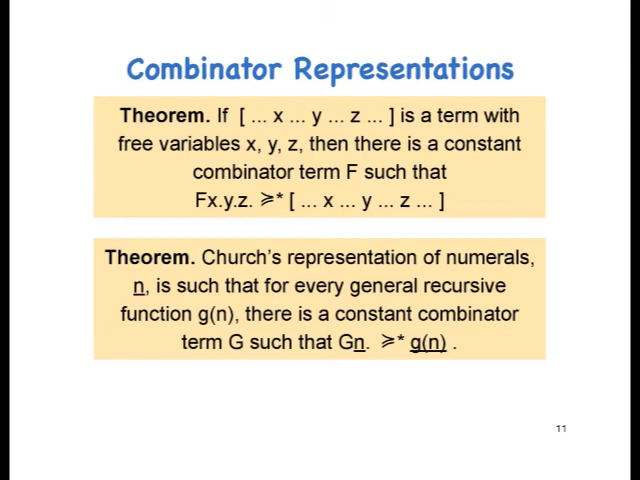 Combinator Representations
Theorem. If [ ... x ... y ... z ... ] is a term with
free variables x, y, z, then there is a constant
combinator term F such that
Fx.y.z. ≽* [ ... x ... y ... z ... ]
Theorem. Church's representation of numerals,
n, is such that for every general recursive
function g(n), there is a constant combinator
term G such that Gn. ≽* g(n) .
11